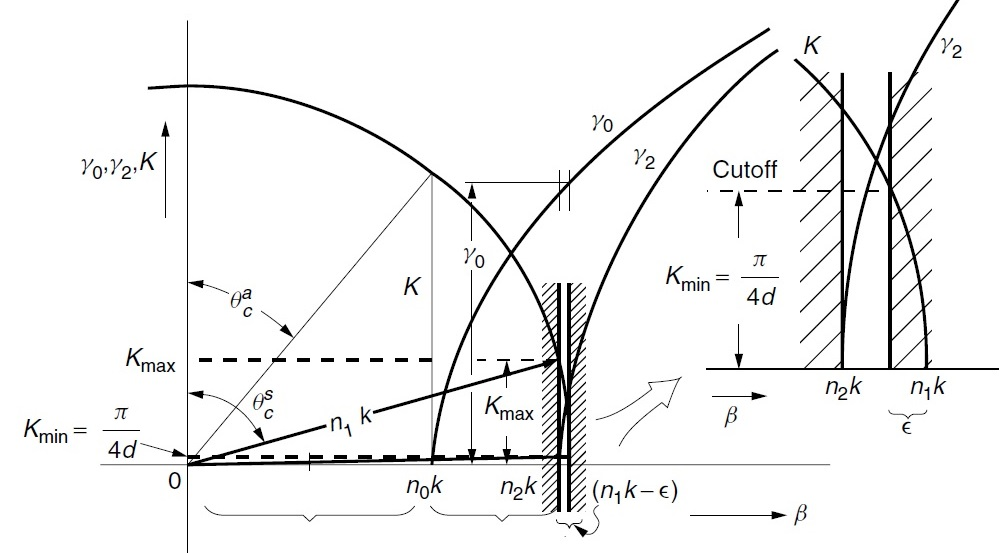 K
γ₂
γ₀
γ₂
γ₀,γ₂,K
Cutoff
γ₀
K
θcᵃ
Kmin = π/4d
Kmax
θcˢ
n₁ k
Kmax
n₂k
n₁k
β
ϵ
Kmin = π/4d
0
n₀k
n₂k
(n₁k – ϵ)
β